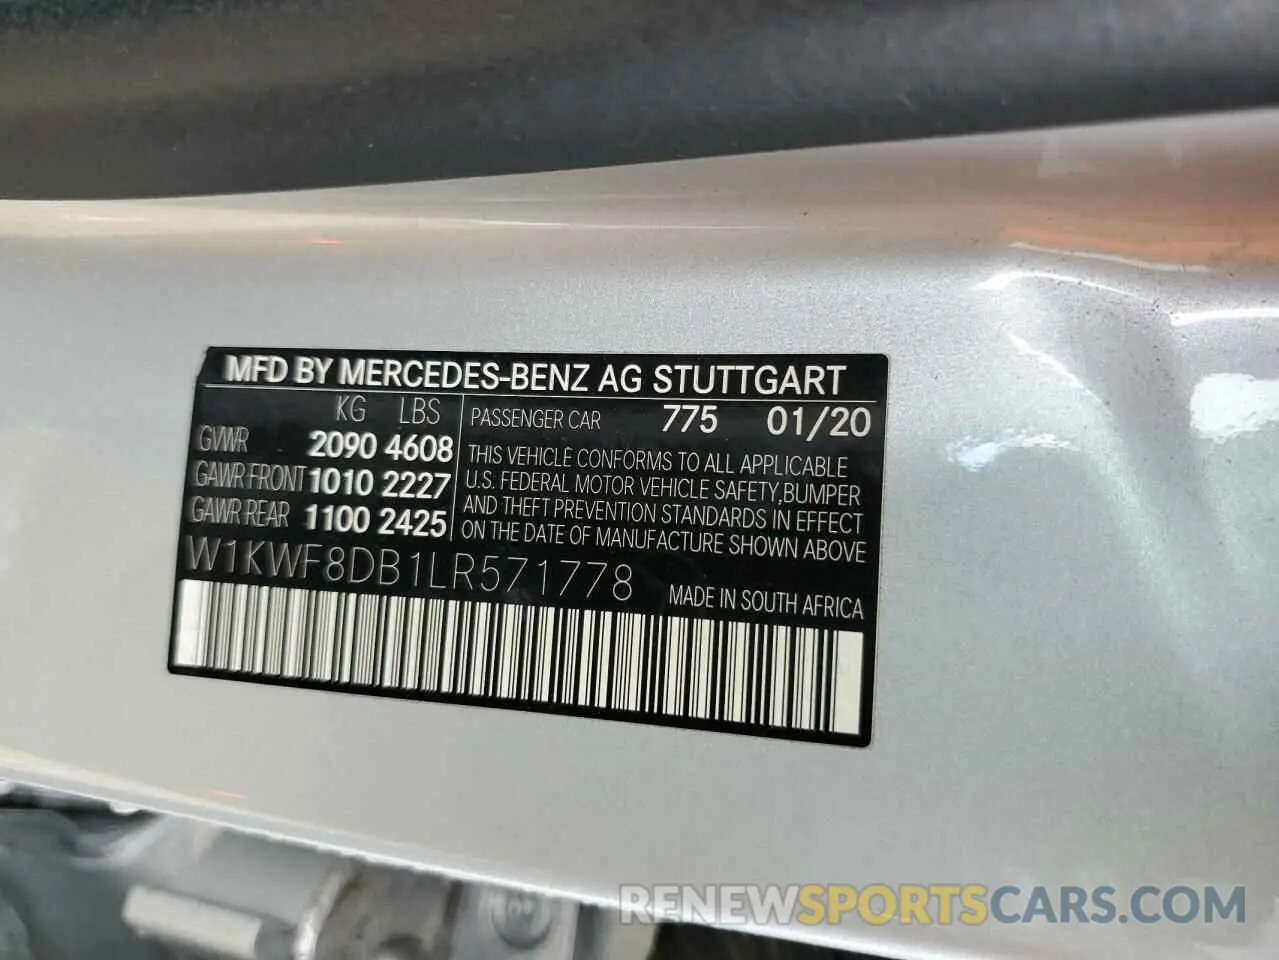 MFD BY MERCEDES-BENZ AG STUTTGART
KG LBS
GVWR 2090 4608
GAWR FRONT 1010 2227
GAWR REAR 1100 2425
PASSENGER CAR 775 01/20
THIS VEHICLE CONFORMS TO ALL APPLICABLE
U.S. FEDERAL MOTOR VEHICLE SAFETY, BUMPER
AND THEFT PREVENTION STANDARDS IN EFFECT
ON THE DATE OF MANUFACTURE SHOWN ABOVE
W1KWF8DB1LR571778
MADE IN SOUTH AFRICA
RENEWSPORTSCARS.COM